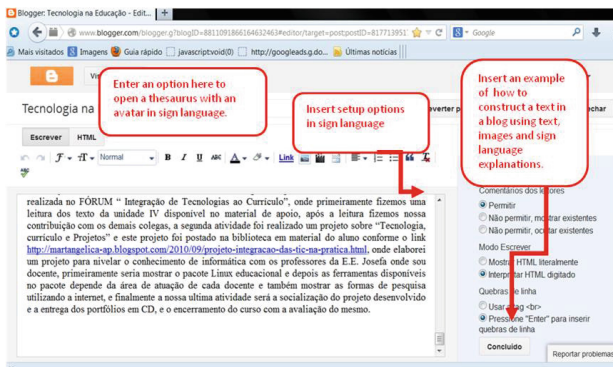 Blogger: Tecnologia na Educação - Edit...
www.blogger.com/blogger.g?blogID=8811091866164632463#editor/target=post;postID=817713951
Google
Mais visitados Imagens Guia rápido javascript:void(0) http://googleads.g.do... Últimas notícias
Enter an option here to
open a thesaurus with an
avatar in sign language.
Insert setup options
in sign language
Insert an example
of how to
construct a text in
a blog using text,
images and sign
language
explanations.
Tecnologia na
Escrever HTML
Normal B I U ABC A Link
realizada no FÓRUM “ Integração de Tecnologias ao Currículo”, onde primeiramente fizemos uma
leitura dos texto da unidade IV disponível no material de apoio, após a leitura fizemos nossa
contribuição com os demais colegas, a segunda atividade foi realizado um projeto sobre “Tecnologia,
currículo e Projetos” e este projeto foi postado na biblioteca em material do aluno conforme o link
http://martangelica-ap.blogspot.com/2010/09/projeto-integracao-das-tic-na-pratica.html, onde elaborei
um projeto para nivelar o conhecimento de informática com os professores da E.E. Josefa onde sou
docente, primeiramente seria mostrar o pacote Linux educacional e depois as ferramentas disponíveis
no pacote depende da área de atuação de cada docente e também mostrar as formas de pesquisa
utilizando a internet, e finalmente a nossa ultima atividade será a socialização do projeto desenvolvido
e a entrega dos portfólios em CD, e o encerramento do curso com a avaliação do mesmo.
Comentários dos leitores
Permitir
Não permitir, mostrar existentes
Não permitir, ocultar existentes
Modo Escrever
Mostrar HTML literalmente
Interpretar HTML digitado
Quebras de linha
Usar tag <br>
Pressione "Enter" para inserir
quebras de linha
Concluído
Reportar problemas